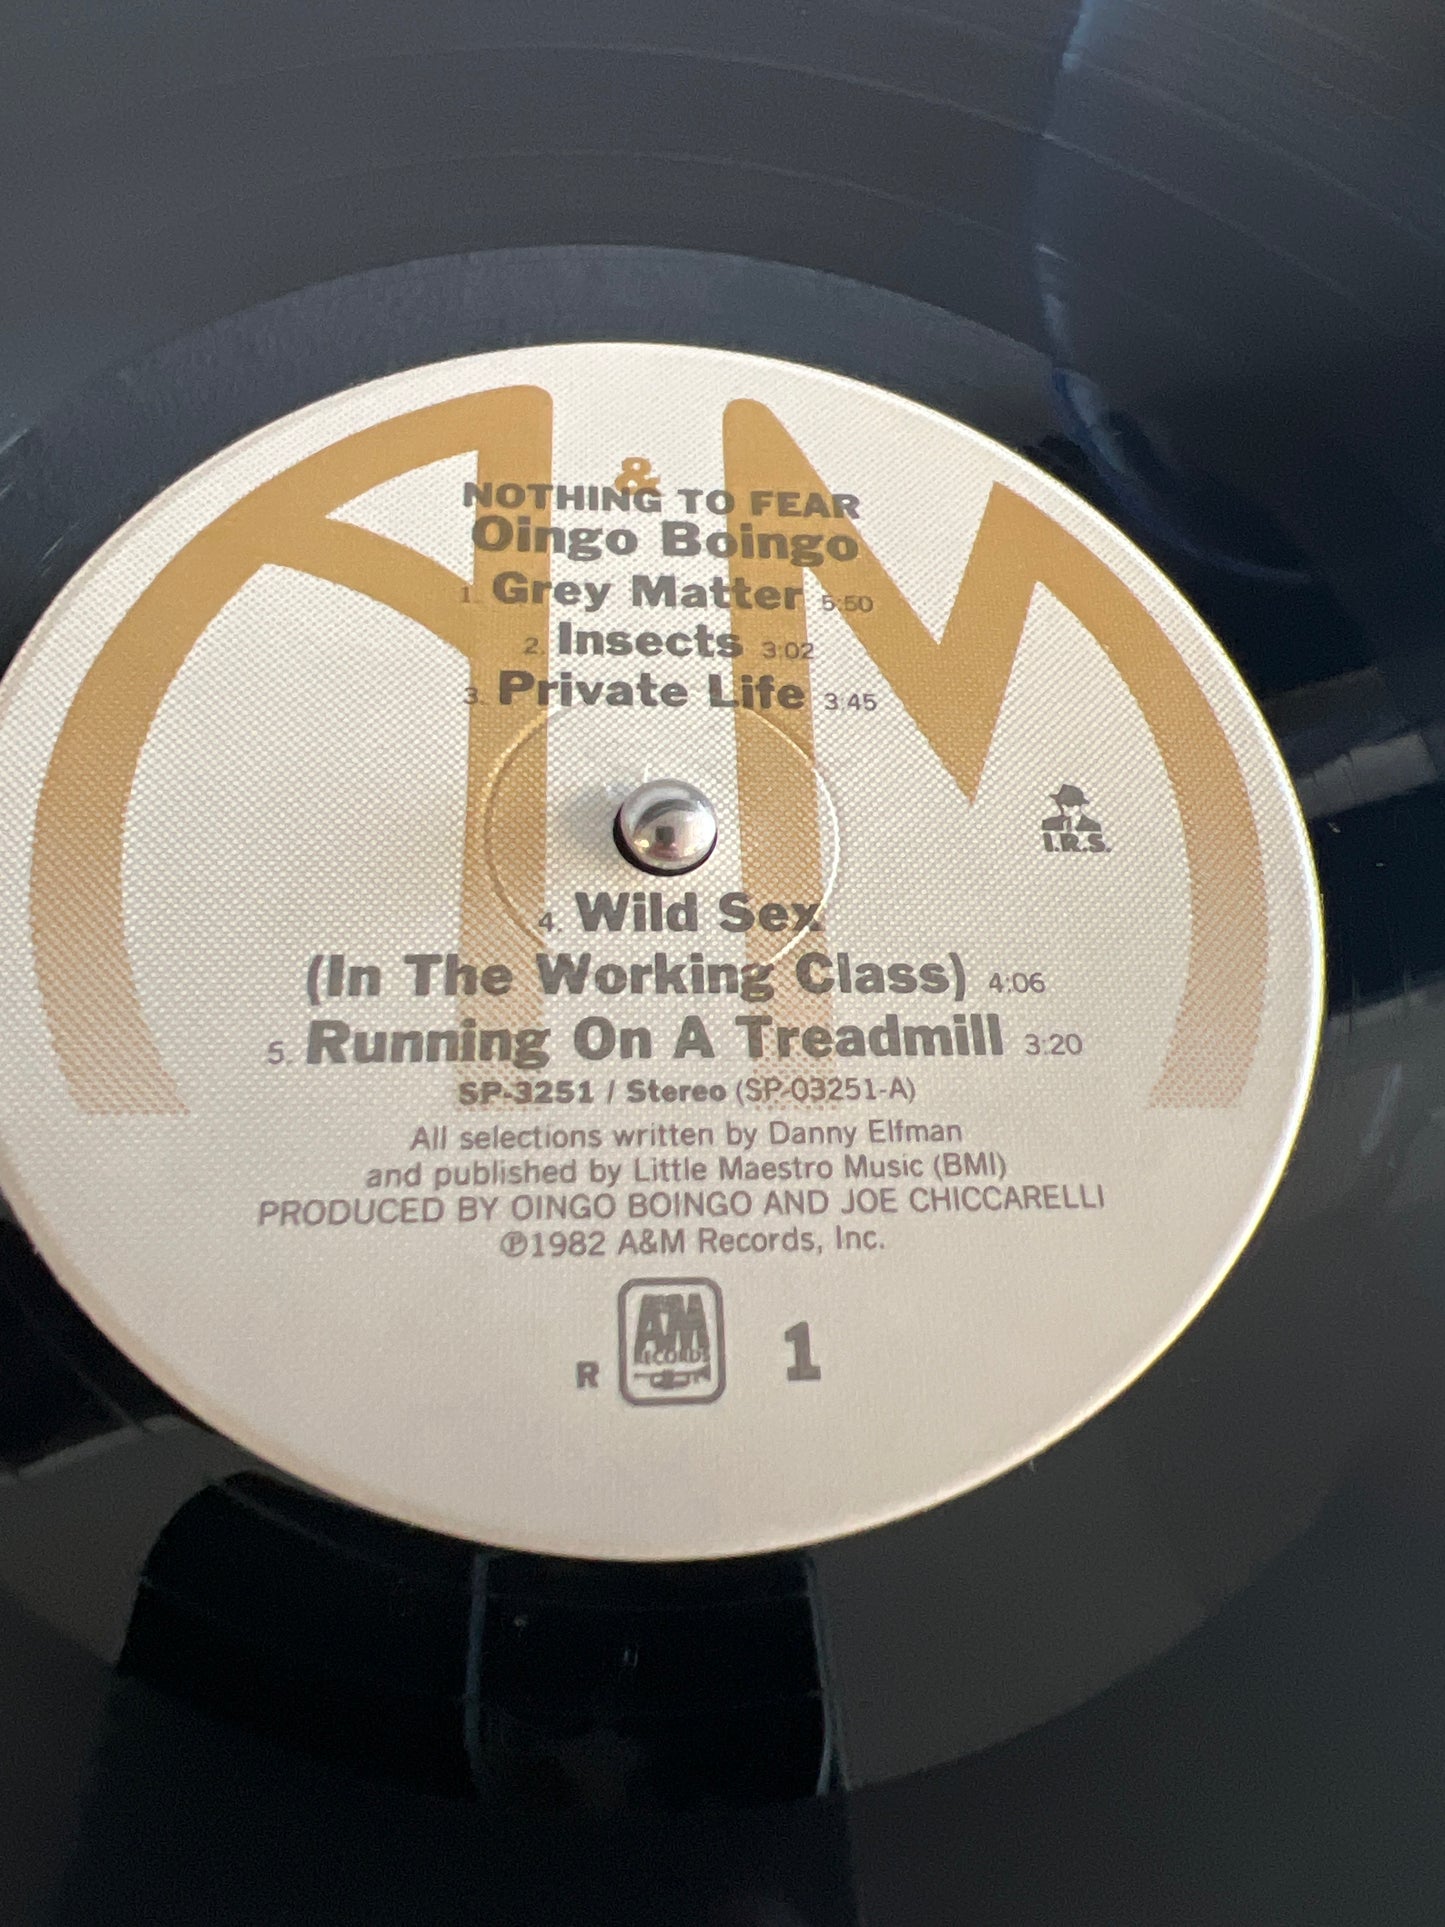 A&M
NOTHING TO FEAR
Oingo Boingo
1. Grey Matter 5:50
2. Insects 3:02
3. Private Life 3:45
I.R.S.
4. Wild Sex
(In The Working Class) 4:06
5. Running On A Treadmill 3:20
SP-3251 / Stereo (SP-03251-A)
All selections written by Danny Elfman
and published by Little Maestro Music (BMI)
PRODUCED BY OINGO BOINGO AND JOE CHICCARELLI
℗1982 A&M Records, Inc.
A&M
RECORDS
R 1